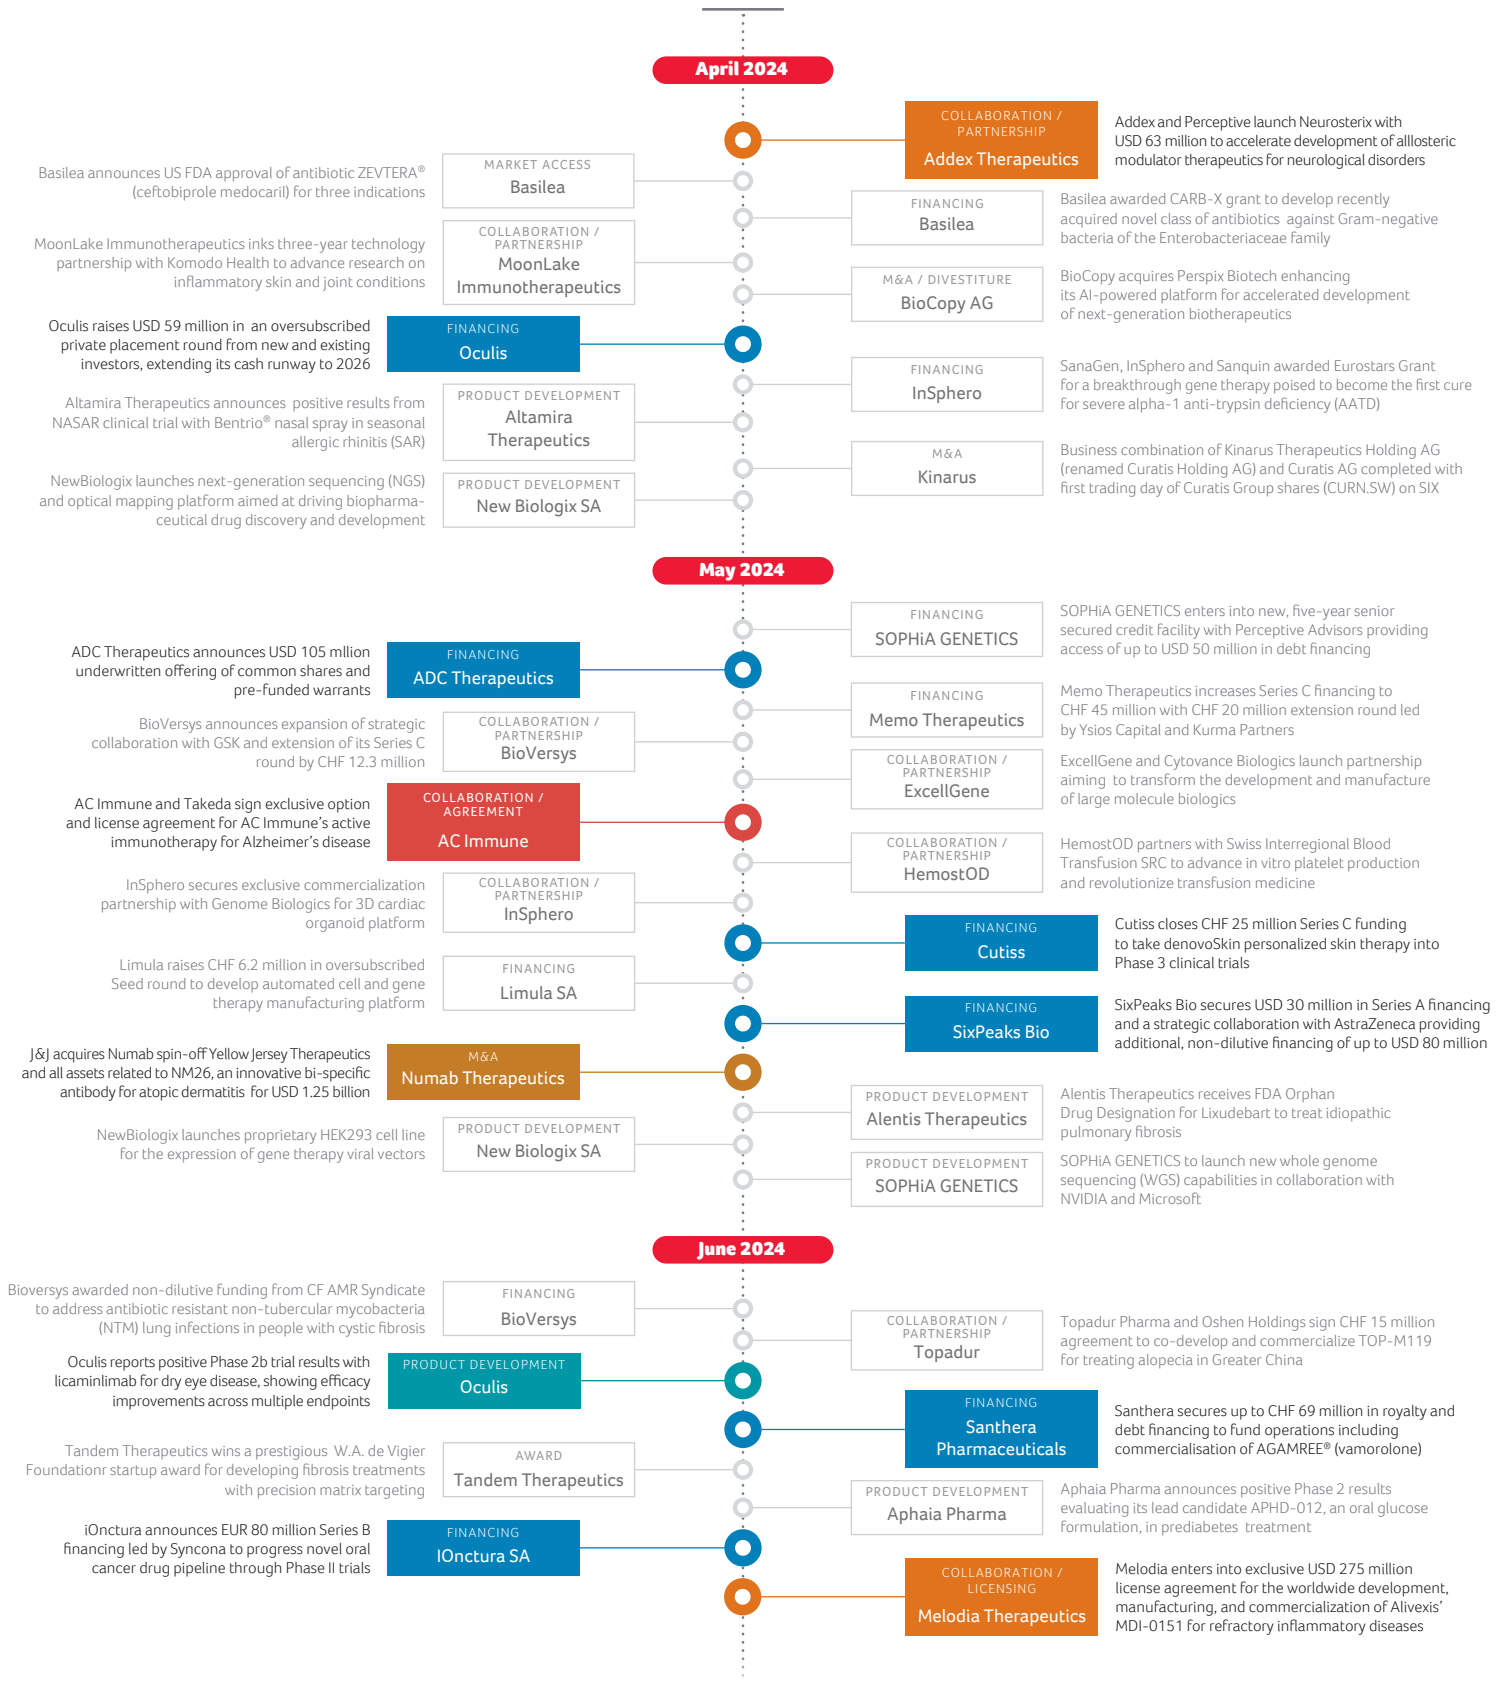 April 2024
COLLABORATION /
PARTNERSHIP
Addex Therapeutics
Addex and Perceptive launch Neurosterix with
USD 63 million to accelerate development of alllosteric
modulator therapeutics for neurological disorders
Basilea announces US FDA approval of antibiotic ZEVTERA®
(ceftobiprole medocaril) for three indications
MARKET ACCESS
Basilea
FINANCING
Basilea
Basilea awarded CARB-X grant to develop recently
acquired novel class of antibiotics against Gram-negative
bacteria of the Enterobacteriaceae family
MoonLake Immunotherapeutics inks three-year technology
partnership with Komodo Health to advance research on
inflammatory skin and joint conditions
COLLABORATION /
PARTNERSHIP
MoonLake
Immunotherapeutics
M&A / DIVESTITURE
BioCopy AG
BioCopy acquires Perspix Biotech enhancing
its AI-powered platform for accelerated development
of next-generation biotherapeutics
Oculis raises USD 59 million in an oversubscribed
private placement round from new and existing
investors, extending its cash runway to 2026
FINANCING
Oculis
FINANCING
InSphero
SanaGen, InSphero and Sanquin awarded Eurostars Grant
for a breakthrough gene therapy poised to become the first cure
for severe alpha-1 anti-trypsin deficiency (AATD)
Altamira Therapeutics announces positive results from
NASAR clinical trial with Bentrio® nasal spray in seasonal
allergic rhinitis (SAR)
PRODUCT DEVELOPMENT
Altamira
Therapeutics
M&A
Kinarus
Business combination of Kinarus Therapeutics Holding AG
(renamed Curatis Holding AG) and Curatis AG completed with
first trading day of Curatis Group shares (CURN.SW) on SIX
NewBiologix launches next-generation sequencing (NGS)
and optical mapping platform aimed at driving biopharma-
ceutical drug discovery and development
PRODUCT DEVELOPMENT
New Biologix SA
May 2024
FINANCING
SOPHiA GENETICS
SOPHiA GENETICS enters into new, five-year senior
secured credit facility with Perceptive Advisors providing
access of up to USD 50 million in debt financing
ADC Therapeutics announces USD 105 mllion
underwritten offering of common shares and
pre-funded warrants
FINANCING
ADC Therapeutics
FINANCING
Memo Therapeutics
Memo Therapeutics increases Series C financing to
CHF 45 million with CHF 20 million extension round led
by Ysios Capital and Kurma Partners
BioVersys announces expansion of strategic
collaboration with GSK and extension of its Series C
round by CHF 12.3 million
COLLABORATION /
PARTNERSHIP
BioVersys
COLLABORATION /
PARTNERSHIP
ExcellGene
ExcellGene and Cytovance Biologics launch partnership
aiming to transform the development and manufacture
of large molecule biologics
AC Immune and Takeda sign exclusive option
and license agreement for AC Immune's active
immunotherapy for Alzheimer's disease
COLLABORATION /
AGREEMENT
AC Immune
COLLABORATION /
PARTNERSHIP
HemostOD
HemostOD partners with Swiss Interregional Blood
Transfusion SRC to advance in vitro platelet production
and revolutionize transfusion medicine
InSphero secures exclusive commercialization
partnership with Genome Biologics for 3D cardiac
organoid platform
COLLABORATION /
PARTNERSHIP
InSphero
FINANCING
Cutiss
Cutiss closes CHF 25 million Series C funding
to take denovoSkin personalized skin therapy into
Phase 3 clinical trials
Limula raises CHF 6.2 million in oversubscribed
Seed round to develop automated cell and gene
therapy manufacturing platform
FINANCING
Limula SA
FINANCING
SixPeaks Bio
SixPeaks Bio secures USD 30 million in Series A financing
and a strategic collaboration with AstraZeneca providing
additional, non-dilutive financing of up to USD 80 million
J&J acquires Numab spin-off Yellow Jersey Therapeutics
and all assets related to NM26, an innovative bi-specific
antibody for atopic dermatitis for USD 1.25 billion
M&A
Numab Therapeutics
PRODUCT DEVELOPMENT
Alentis Therapeutics
Alentis Therapeutics receives FDA Orphan
Drug Designation for Lixudebart to treat idiopathic
pulmonary fibrosis
NewBiologix launches proprietary HEK293 cell line
for the expression of gene therapy viral vectors
PRODUCT DEVELOPMENT
New Biologix SA
PRODUCT DEVELOPMENT
SOPHiA GENETICS
SOPHiA GENETICS to launch new whole genome
sequencing (WGS) capabilities in collaboration with
NVIDIA and Microsoft
June 2024
Bioversys awarded non-dilutive funding from CF AMR Syndicate
to address antibiotic resistant non-tubercular mycobacteria
(NTM) lung infections in people with cystic fibrosis
FINANCING
BioVersys
COLLABORATION /
PARTNERSHIP
Topadur
Topadur Pharma and Oshen Holdings sign CHF 15 million
agreement to co-develop and commercialize TOP-M119
for treating alopecia in Greater China
Oculis reports positive Phase 2b trial results with
licaminlimab for dry eye disease, showing efficacy
improvements across multiple endpoints
PRODUCT DEVELOPMENT
Oculis
FINANCING
Santhera
Pharmaceuticals
Santhera secures up to CHF 69 million in royalty and
debt financing to fund operations including
commercialisation of AGAMREE® (vamorolone)
Tandem Therapeutics wins a prestigious W.A. de Vigier
Foundationr startup award for developing fibrosis treatments
with precision matrix targeting
AWARD
Tandem Therapeutics
PRODUCT DEVELOPMENT
Aphaia Pharma
Aphaia Pharma announces positive Phase 2 results
evaluating its lead candidate APHD-012, an oral glucose
formulation, in prediabetes treatment
iOnctura announces EUR 80 million Series B
financing led by Syncona to progress novel oral
cancer drug pipeline through Phase II trials
FINANCING
IOnctura SA
COLLABORATION /
LICENSING
Melodia Therapeutics
Melodia enters into exclusive USD 275 million
license agreement for the worldwide development,
manufacturing, and commercialization of Alivexis'
MDI-0151 for refractory inflammatory diseases